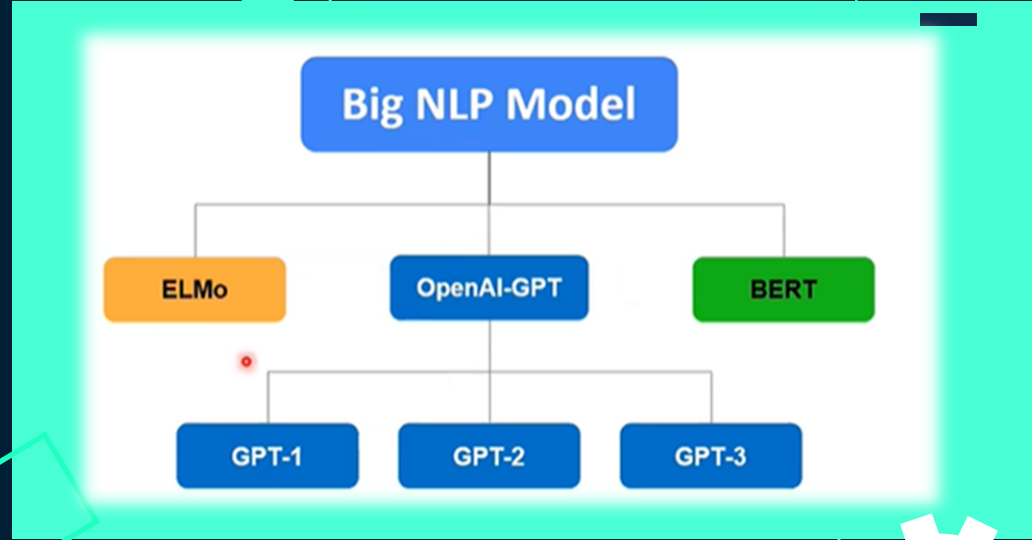 Big NLP Model
ELMo
OpenAI-GPT
BERT
GPT-1
GPT-2
GPT-3